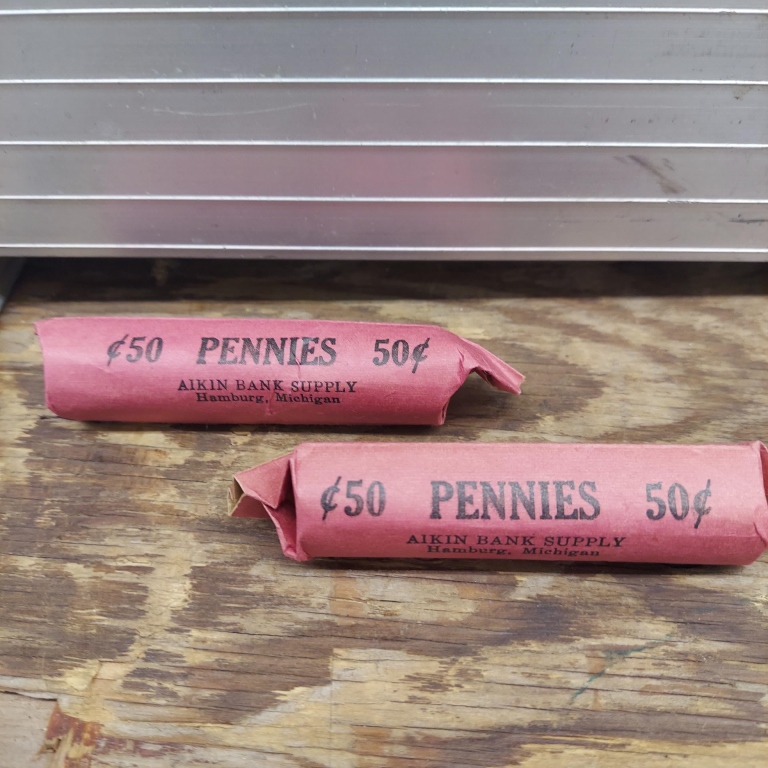 ¢50 PENNIES 50¢
AIKIN BANK SUPPLY
Hamburg, Michigan
¢50 PENNIES 50¢
AIKIN BANK SUPPLY
Hamburg, Michigan